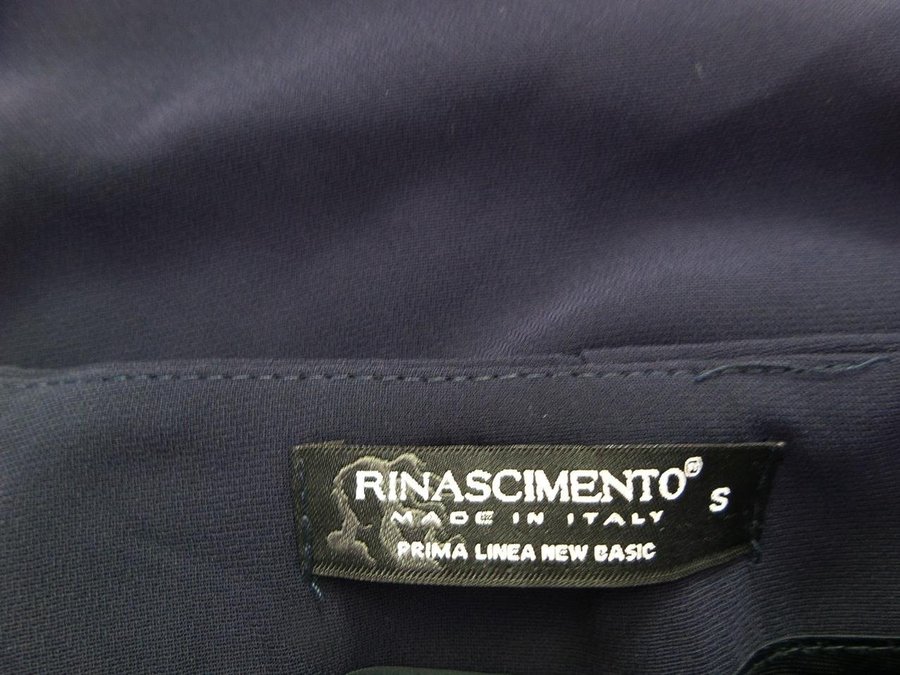 RINASCIMENTO® S
MADE IN ITALY
PRIMA LINEA NEW BASIC